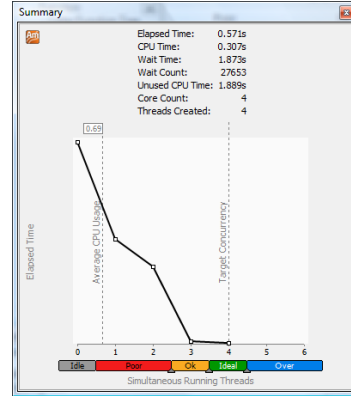 Summary
Elapsed Time: 0.571s
CPU Time: 0.307s
Wait Time: 1.873s
Wait Count: 27653
Unused CPU Time: 1.889s
Core Count: 4
Threads Created: 4
0.69
Elapsed Time
Average CPU Usage
Target Concurrency
0 1 2 3 4 5 6
Idle Poor Ok Ideal Over
Simultaneous Running Threads